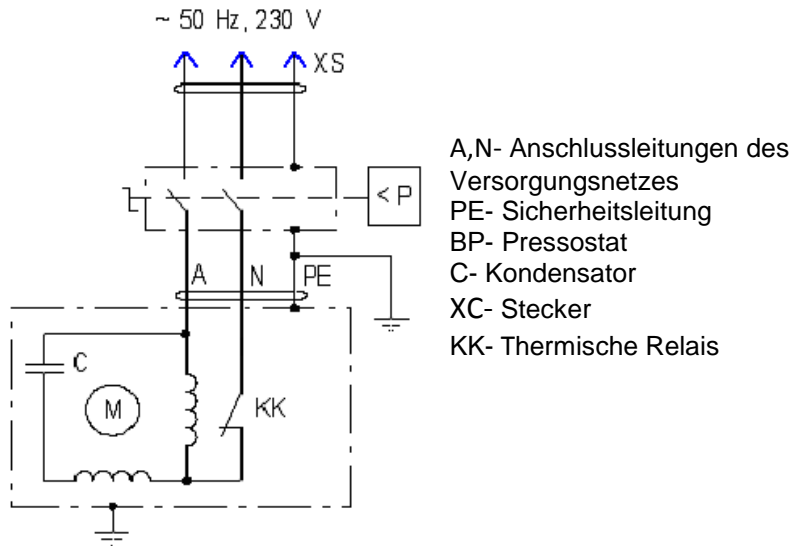 ~ 50 Hz, 230 V
XS
< P
A N PE
C
M
KK
A,N- Anschlussleitungen des
Versorgungsnetzes
PE- Sicherheitsleitung
BP- Pressostat
C- Kondensator
XC- Stecker
KK- Thermische Relais